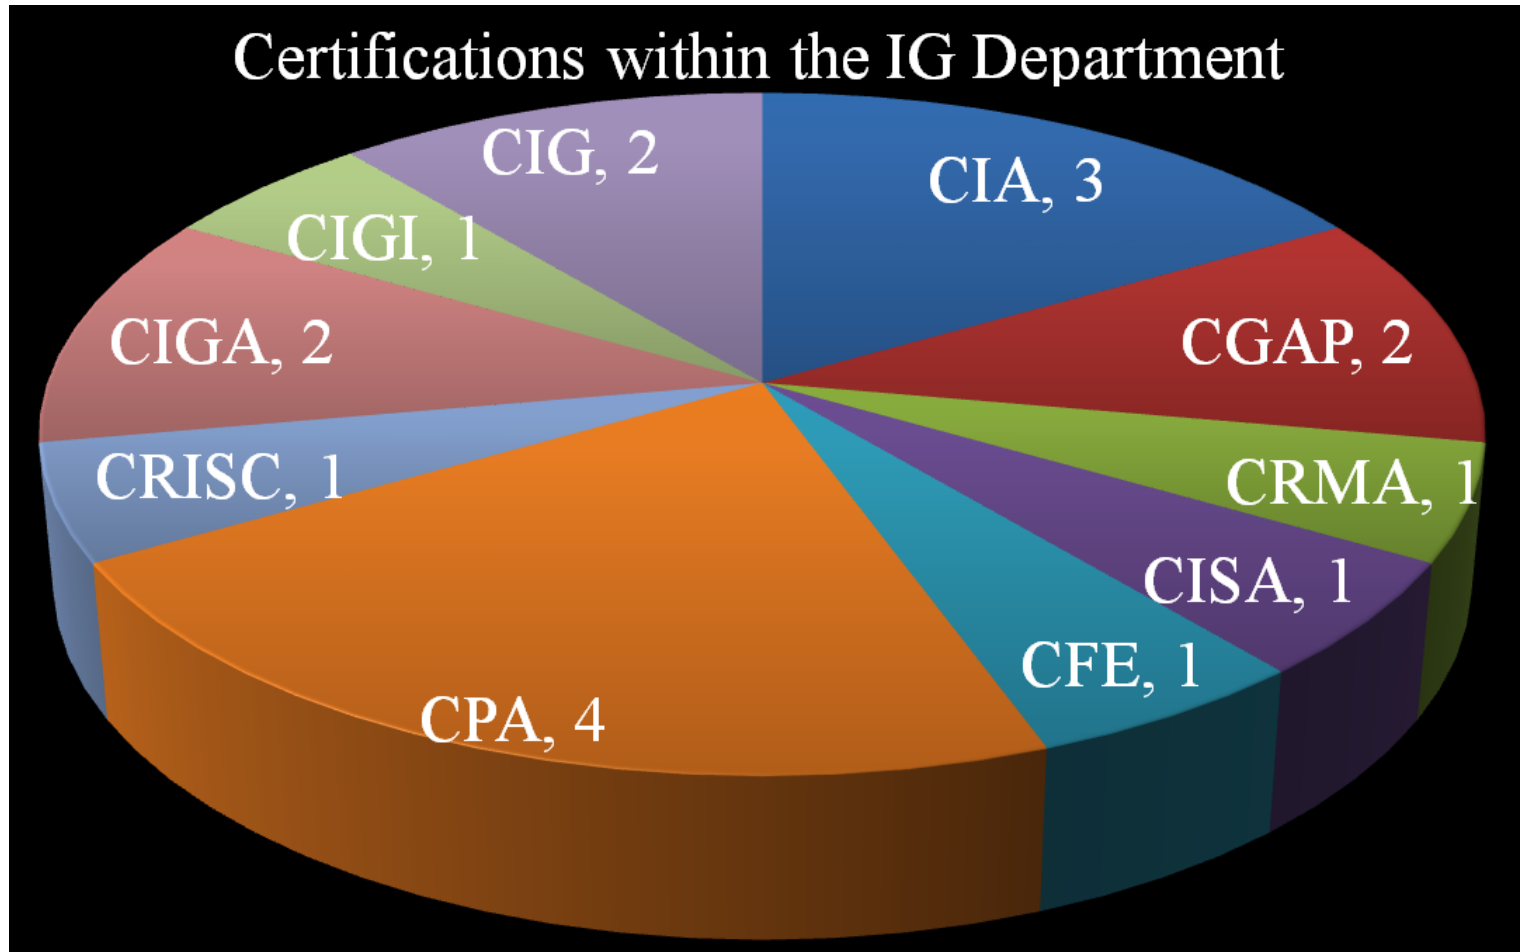 Certifications within the IG Department
CIG, 2
CIA, 3
CIGI, 1
CIGA, 2
CGAP, 2
CRISC, 1
CRMA, 1
CISA, 1
CFE, 1
CPA, 4